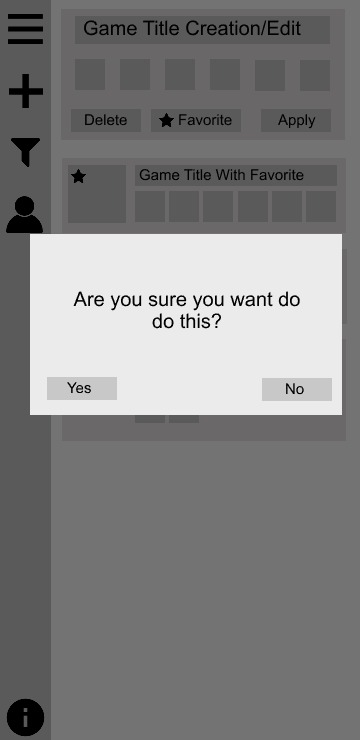 Game Title Creation/Edit
Delete
Favorite
Apply
Game Title With Favorite
Are you sure you want do
do this?
Yes
No